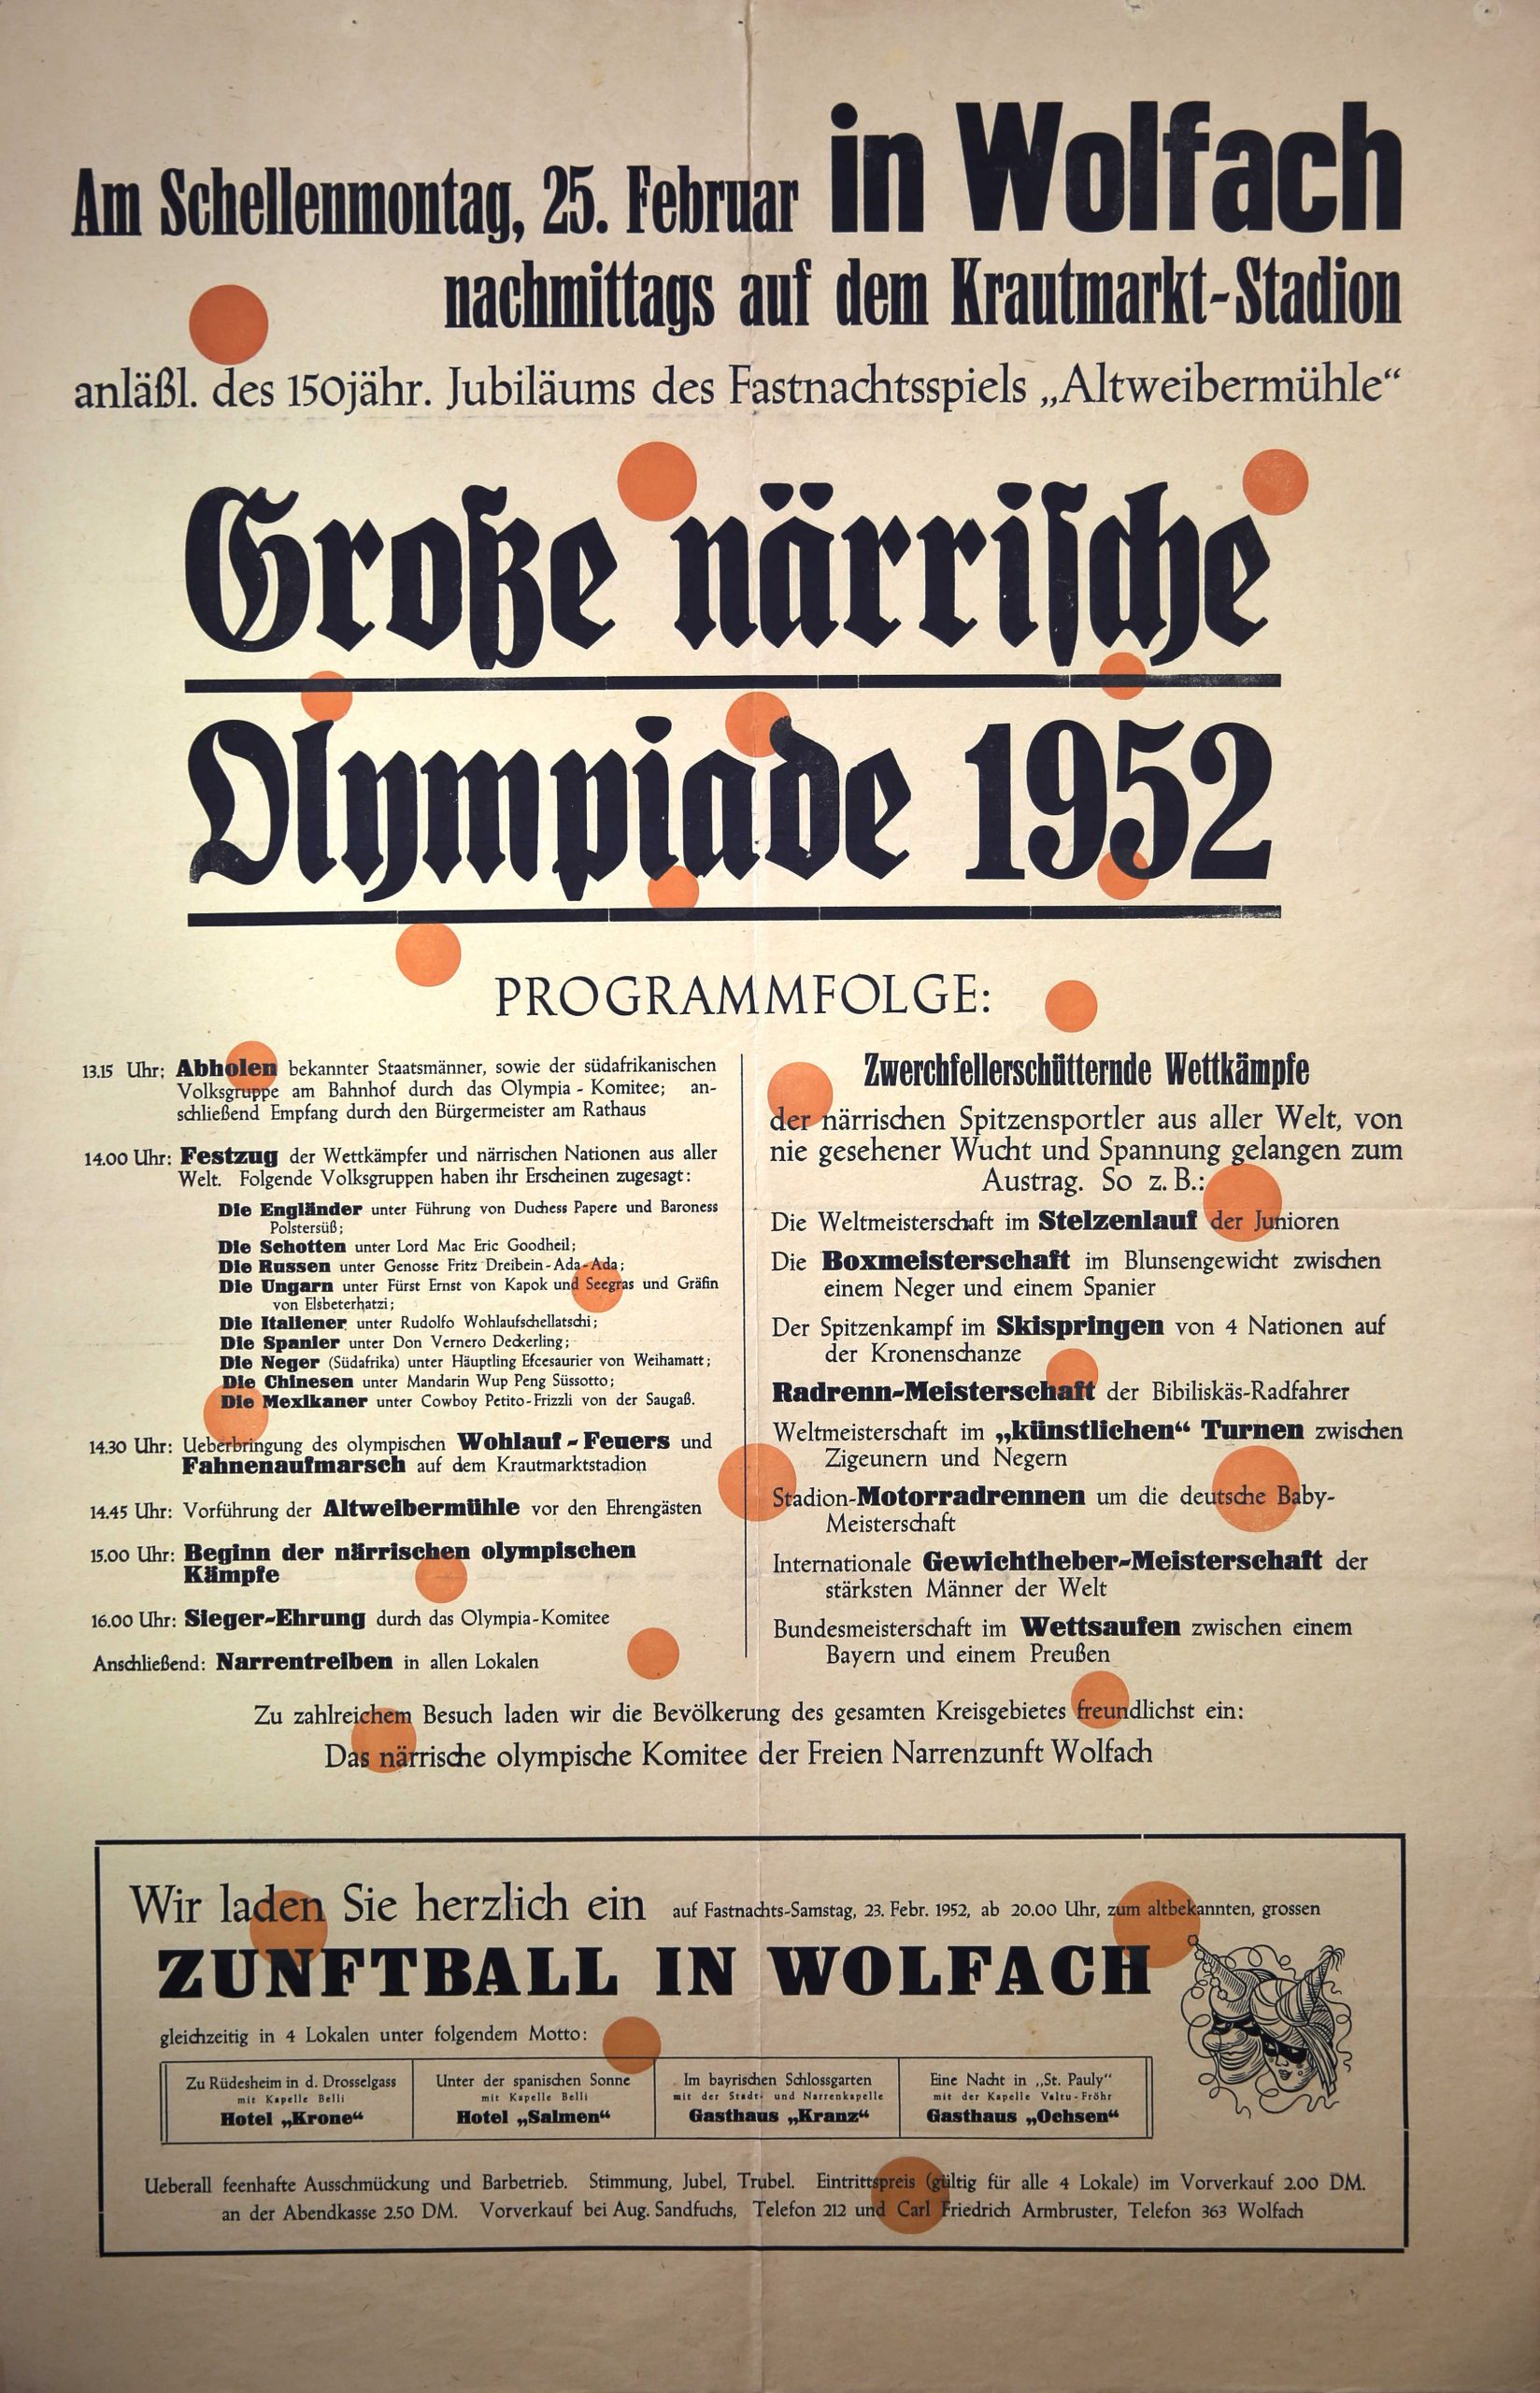 Am Schellenmontag, 25. Februar in Wolfach
nachmittags auf dem Krautmarkt-Stadion
anläßl. des 150jähr. Jubiläums des Fastnachtsspiels „Altweibermühle“
Große närriſche
Olympiade 1952
PROGRAMMFOLGE:
13.15 Uhr: Abholen bekannter Staatsmänner, sowie der südafrikanischen
Volksgruppe am Bahnhof durch das Olympia - Komitee; an-
schließend Empfang durch den Bürgermeister am Rathaus
14.00 Uhr: Festzug der Wettkämpfer und närrischen Nationen aus aller
Welt. Folgende Volksgruppen haben ihr Erscheinen zugesagt:
Die Engländer unter Führung von Duchess Papere und Baroness
Polstersüß;
Die Schotten unter Lord Mac Eric Goodheil;
Die Russen unter Genosse Fritz Dreibein-Ada-Ada;
Die Ungarn unter Fürst Ernst von Kapok und Seegras und Gräfin
von Elsbeterhatzi;
Die Italiener unter Rudolfo Wohlaufschellatschi;
Die Spanier unter Don Vernero Deckerling;
Die Neger (Südafrika) unter Häuptling Efcesaurier von Weihamatt;
Die Chinesen unter Mandarin Wup Peng Süssotto;
Die Mexikaner unter Cowboy Petito-Frizzli von der Saugaß.
14.30 Uhr: Ueberbringung des olympischen Wohlauf - Feuers und
Fahnenaufmarsch auf dem Krautmarktstadion
14.45 Uhr: Vorführung der Altweibermühle vor den Ehrengästen
15.00 Uhr: Beginn der närrischen olympischen
Kämpfe
16.00 Uhr: Sieger-Ehrung durch das Olympia-Komitee
Anschließend: Narrentreiben in allen Lokalen
Zwerchfellerschütternde Wettkämpfe
der närrischen Spitzensportler aus aller Welt, von
nie gesehener Wucht und Spannung gelangen zum
Austrag. So z. B.:
Die Weltmeisterschaft im Stelzenlauf der Junioren
Die Boxmeisterschaft im Blunsengewicht zwischen
einem Neger und einem Spanier
Der Spitzenkampf im Skispringen von 4 Nationen auf
der Kronenschanze
Radrenn-Meisterschaft der Bibiliskäs-Radfahrer
Weltmeisterschaft im „künstlichen“ Turnen zwischen
Zigeunern und Negern
Stadion-Motorradrennen um die deutsche Baby-
Meisterschaft
Internationale Gewichtheber-Meisterschaft der
stärksten Männer der Welt
Bundesmeisterschaft im Wettsaufen zwischen einem
Bayern und einem Preußen
Zu zahlreichem Besuch laden wir die Bevölkerung des gesamten Kreisgebietes freundlichst ein:
Das närrische olympische Komitee der Freien Narrenzunft Wolfach
Wir laden Sie herzlich ein auf Fastnachts-Samstag, 23. Febr. 1952, ab 20.00 Uhr, zum altbekannten, grossen
ZUNFTBALL IN WOLFACH
gleichzeitig in 4 Lokalen unter folgendem Motto:
Zu Rüdesheim in d. Drosselgass
mit Kapelle Belli
Hotel „Krone“
Unter der spanischen Sonne
mit Kapelle Belli
Hotel „Salmen“
Im bayrischen Schlossgarten
mit der Stadt- und Narrenkapelle
Gasthaus „Kranz“
Eine Nacht in „St. Pauly“
mit der Kapelle Valtu-Fröhr
Gasthaus „Ochsen“
Ueberall feenhafte Ausschmückung und Barbetrieb. Stimmung, Jubel, Trubel. Eintrittspreis (gültig für alle 4 Lokale) im Vorverkauf 2.00 DM.
an der Abendkasse 2.50 DM. Vorverkauf bei Aug. Sandfuchs, Telefon 212 und Carl Friedrich Armbruster, Telefon 363 Wolfach